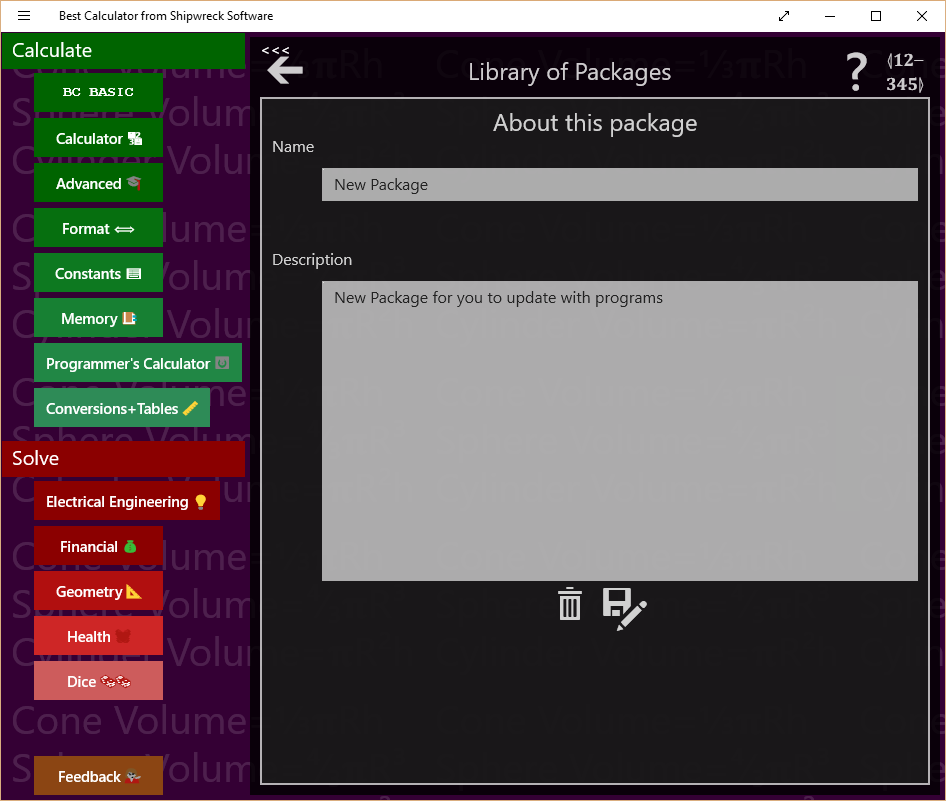 Best Calculator from Shipwreck Software
Calculate
BC BASIC
Calculator
Advanced
Format
Constants
Memory
Programmer's Calculator
Conversions+Tables
Solve
Electrical Engineering
Financial
Geometry
Health
Dice
Feedback
<<<
Library of Packages
?
(12–
345)
About this package
Name
New Package
Description
New Package for you to update with programs